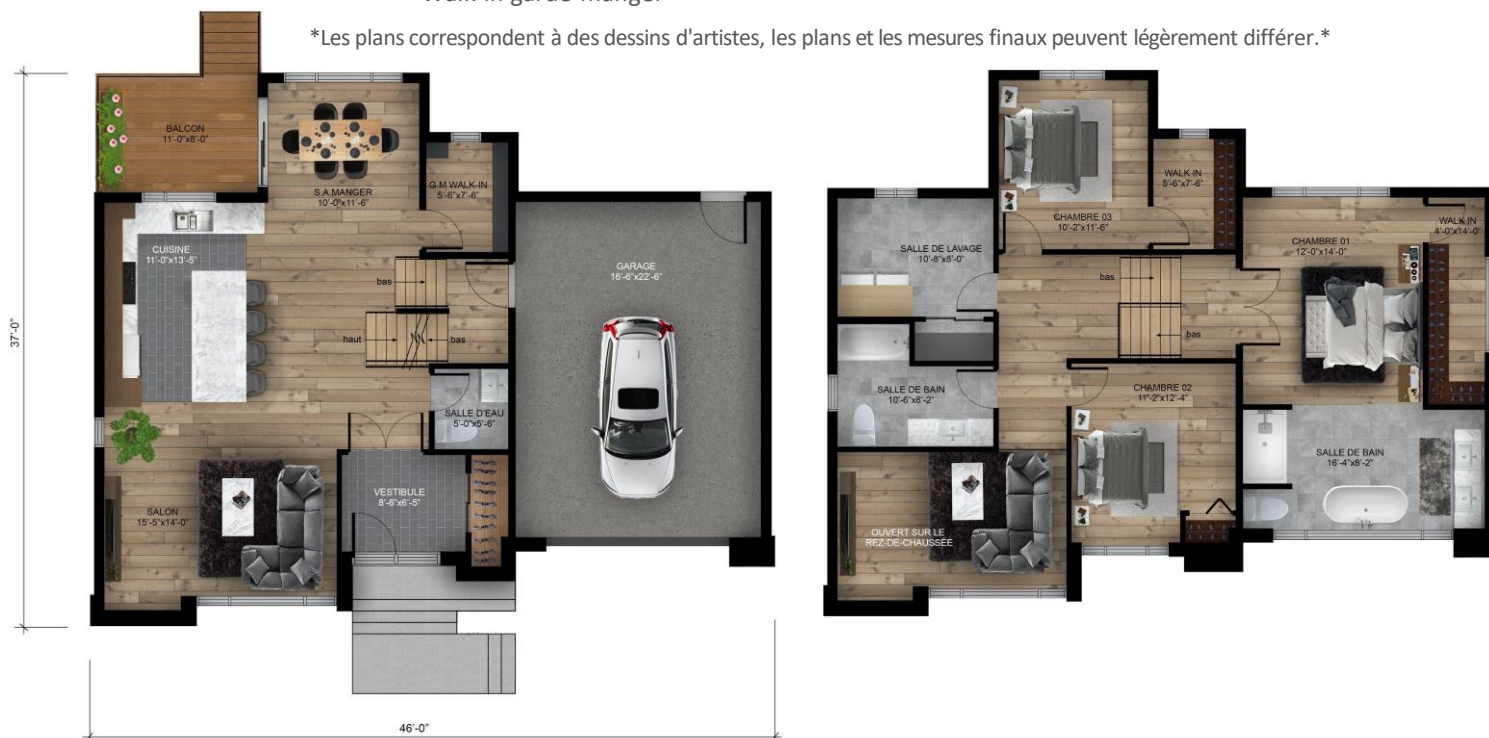 *Les plans correspondent à des dessins d'artistes, les plans et les mesures finaux peuvent légèrement différer.*
BALCON
11'-0"x8'-0"
S.A.MANGER
10'-0"x11'-6"
G.M WALK-IN
5'-6"x7'-6"
CUISINE
11'-0"x13'-5"
GARAGE
16'-6"x22'-6"
bas
haut
bas
SALLE D'EAU
5'-0"x5'-6"
VESTIBULE
8'-6"x6'-5"
SALON
15'-5"x14'-0"
37'-0"
46'-0"
CHAMBRE 03
10'-2"x11'-6"
WALK IN
5'-6"x7'-6"
SALLE DE LAVAGE
10'-8"x8'-0"
CHAMBRE 01
12'-0"x14'-0"
WALK IN
4'-0"x14'-0"
bas
bas
SALLE DE BAIN
10'-6"x8'-2"
CHAMBRE 02
11'-2"x12'-4"
SALLE DE BAIN
16'-4"x8'-2"
OUVERT SUR LE
REZ-DE-CHAUSSÉE